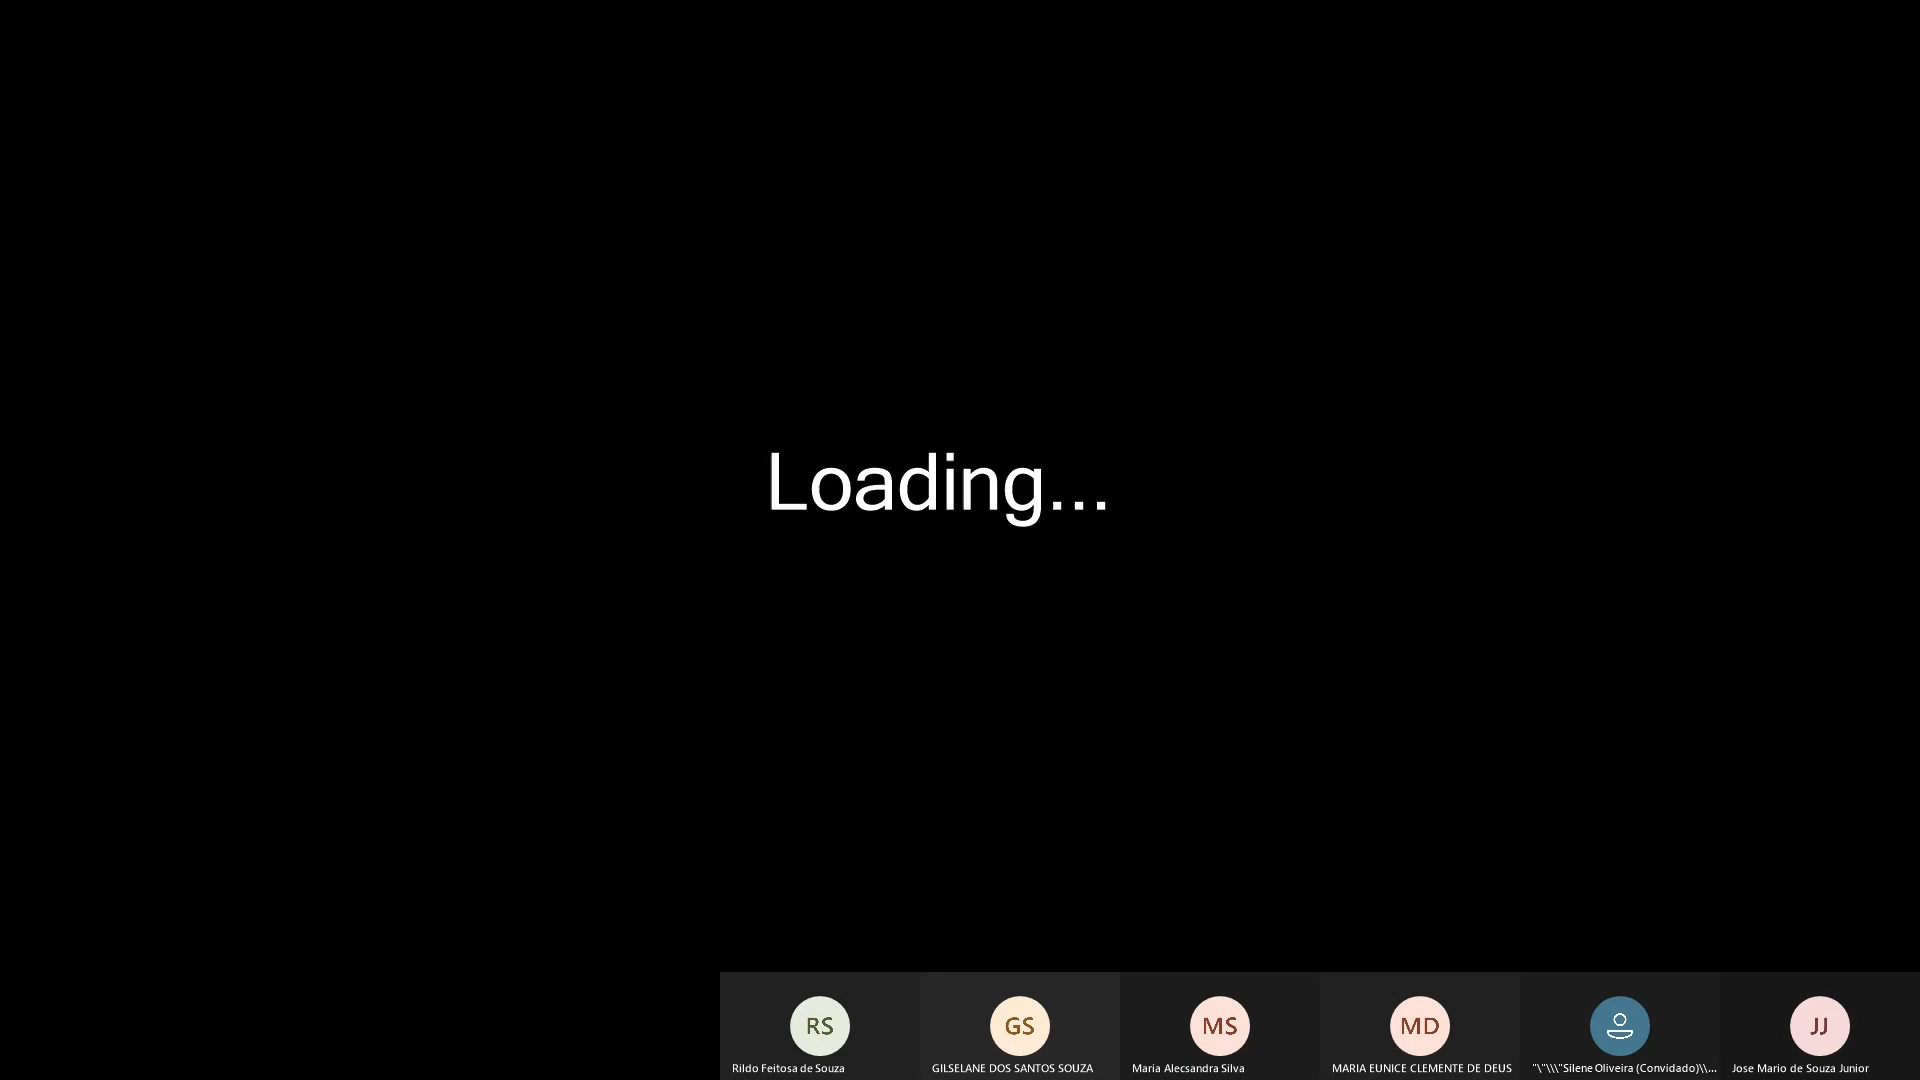 Loading...
RS
GS
MS
MD
JJ
Rildo Feitosa de Souza
GILSELANE DOS SANTOS SOUZA
Maria Alecsandra Silva
MARIA EUNICE CLEMENTE DE DEUS
"\"\\\"Silene Oliveira (Convidado)\\...
Jose Mario de Souza Junior